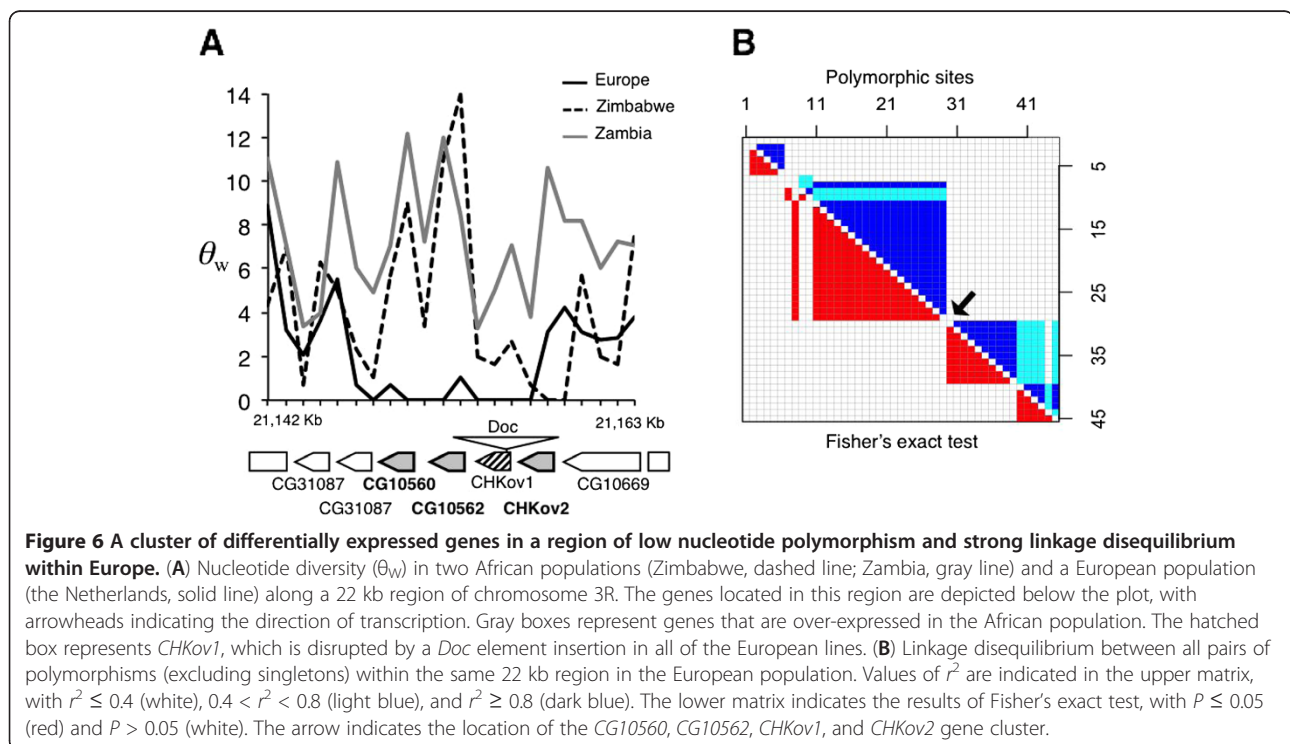 A
Europe
Zimbabwe
Zambia
14
12
10
8
θw
6
4
2
0
21,142 Kb
21,163 Kb
Doc
CG31087
CG10560
CHKov1
CG10669
CG31087
CG10562
CHKov2
B
Polymorphic sites
1 11 21 31 41
5
15
25
35
45
Fisher's exact test
Figure 6 A cluster of differentially expressed genes in a region of low nucleotide polymorphism and strong linkage disequilibrium
within Europe. (A) Nucleotide diversity (θW) in two African populations (Zimbabwe, dashed line; Zambia, gray line) and a European population
(the Netherlands, solid line) along a 22 kb region of chromosome 3R. The genes located in this region are depicted below the plot, with
arrowheads indicating the direction of transcription. Gray boxes represent genes that are over-expressed in the African population. The hatched
box represents CHKov1, which is disrupted by a Doc element insertion in all of the European lines. (B) Linkage disequilibrium between all pairs of
polymorphisms (excluding singletons) within the same 22 kb region in the European population. Values of r² are indicated in the upper matrix,
with r² ≤ 0.4 (white), 0.4 < r² < 0.8 (light blue), and r² ≥ 0.8 (dark blue). The lower matrix indicates the results of Fisher's exact test, with P ≤ 0.05
(red) and P > 0.05 (white). The arrow indicates the location of the CG10560, CG10562, CHKov1, and CHKov2 gene cluster.